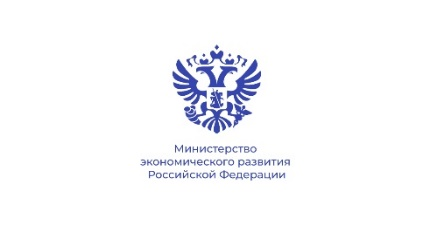 Министерство
экономического развития
Российской Федерации